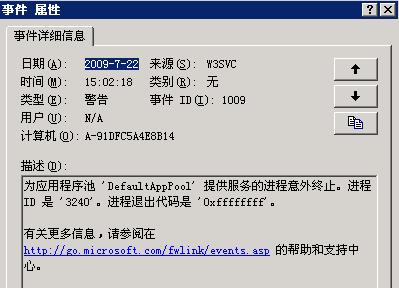 事件 属性
事件详细信息
日期(A): 2009-7-22 来源(S): W3SVC
时间(M): 15:02:18 类别(R): 无
类型(E): 警告 事件 ID(I): 1009
用户(U): N/A
计算机(O): A-91DFC5A4E8B14
描述(D):
为应用程序池 'DefaultAppPool' 提供服务的进程意外终止。进程
ID 是 '3240'。进程退出代码是 '0xffffffff'。
有关更多信息，请参阅在
http://go.microsoft.com/fwlink/events.asp 的帮助和支持中
心。